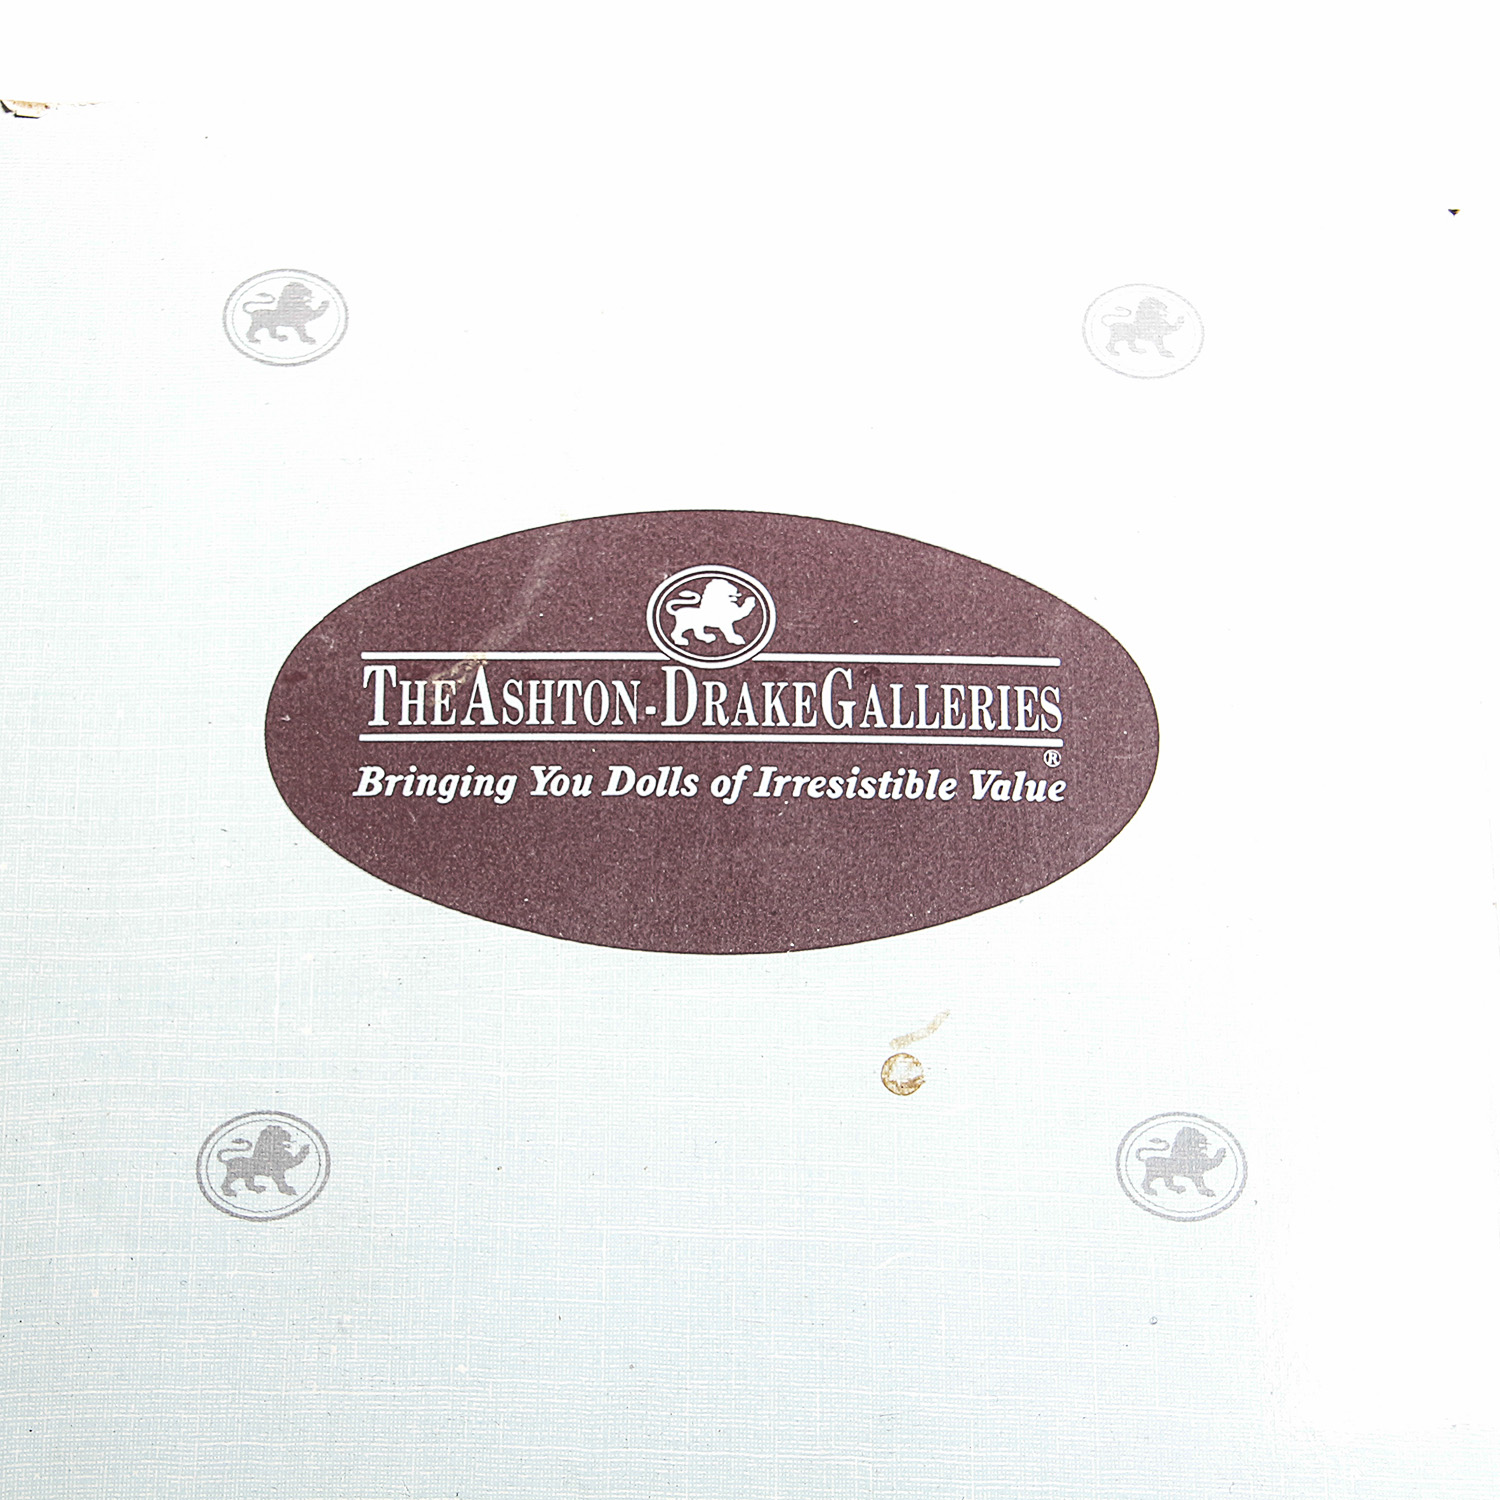 The Ashton-Drake Galleries
®
Bringing You Dolls of Irresistible Value